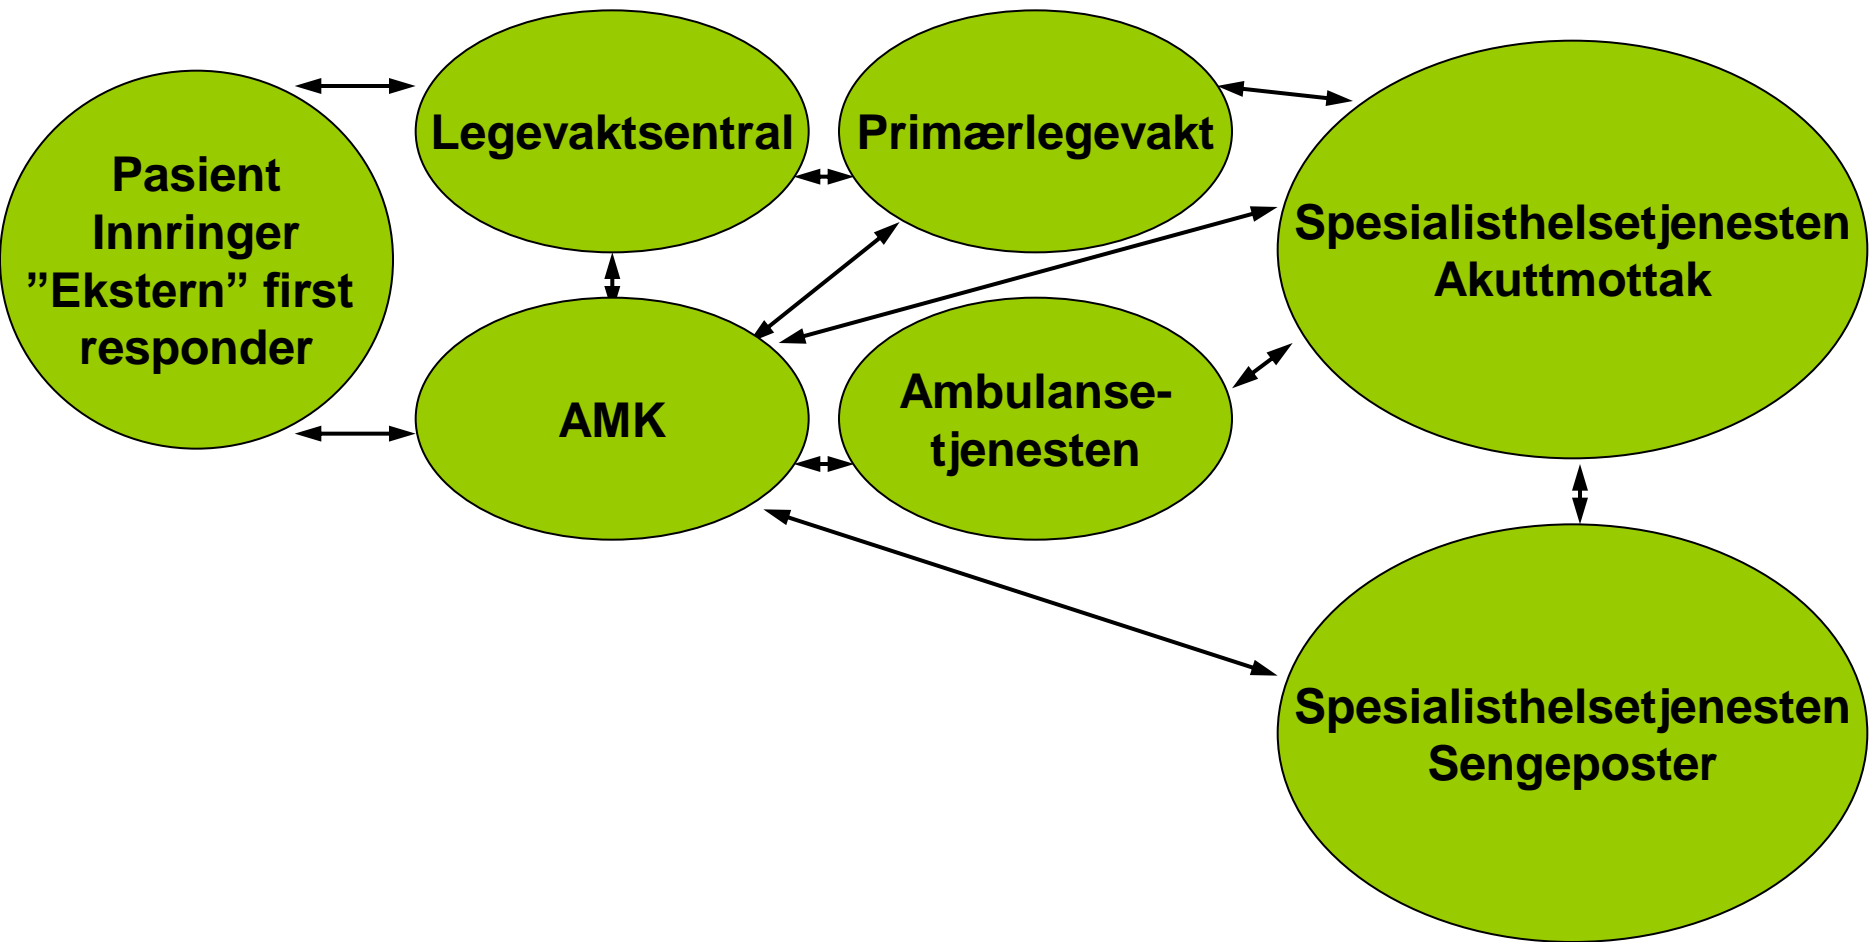 Pasient
Innringer
”Ekstern” first
responder
Legevaktsentral
Primærlegevakt
Spesialisthelsetjenesten
Akuttmottak
AMK
Ambulanse-
tjenesten
Spesialisthelsetjenesten
Sengeposter